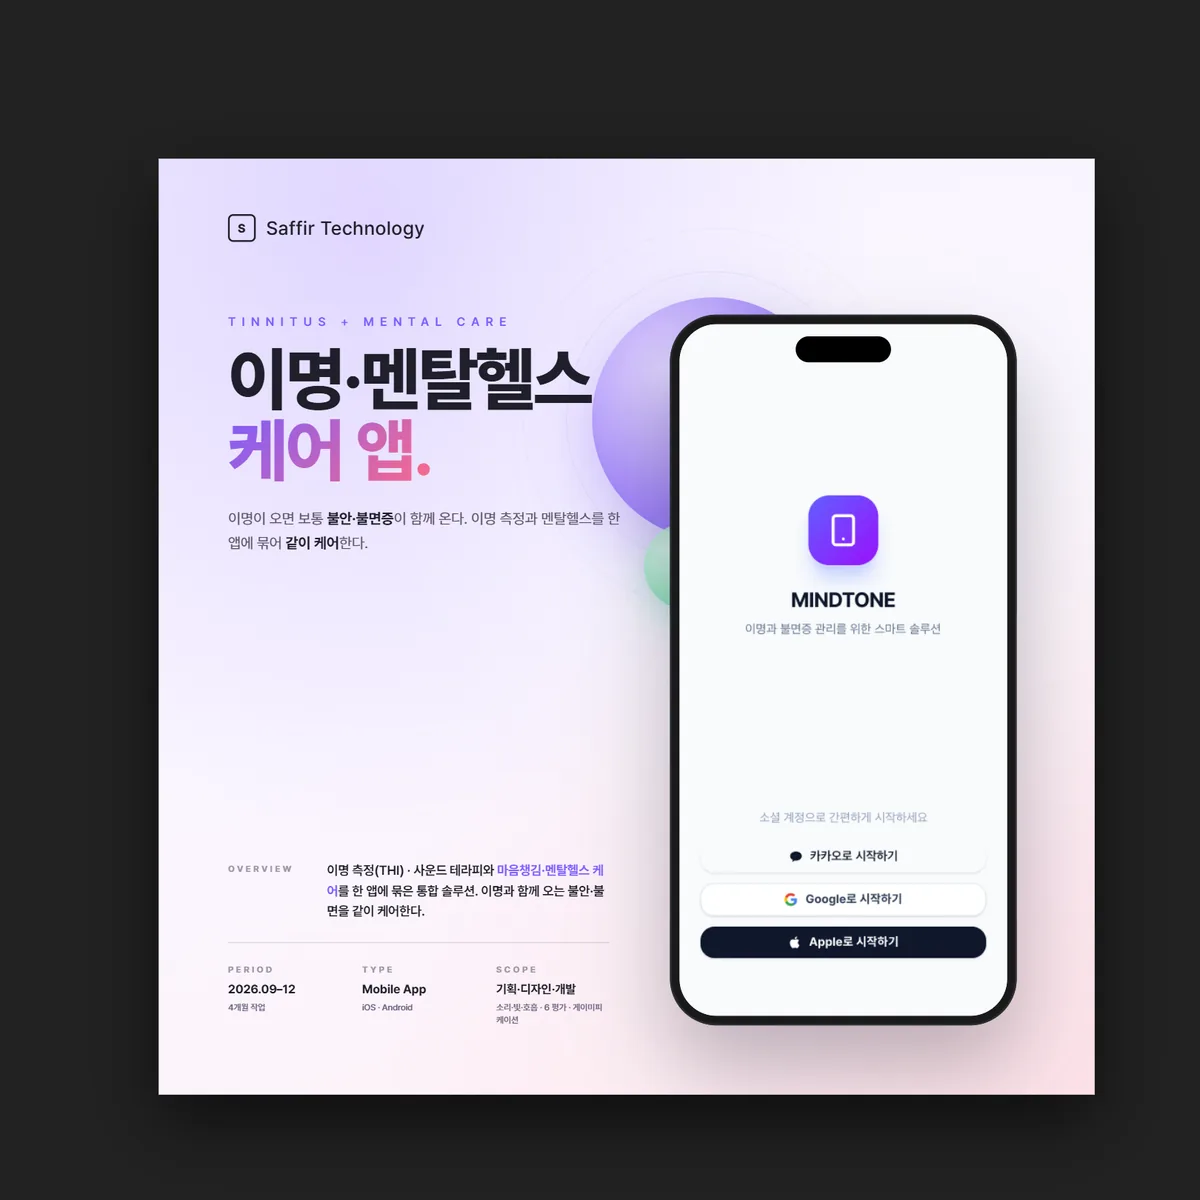 S Saffir Technology
TINNITUS + MENTAL CARE
이명·멘탈헬스
케어 앱.
이명이 오면 보통 불안·불면증이 함께 온다. 이명 측정과 멘탈헬스를 한
앱에 묶어 같이 케어한다.
OVERVIEW
이명 측정(THI) · 사운드 테라피와 마음챙김·멘탈헬스 케
어를 한 앱에 묶은 통합 솔루션. 이명과 함께 오는 불안·불
면을 같이 케어한다.
PERIOD
2026.09–12
4개월 작업
TYPE
Mobile App
iOS · Android
SCOPE
기획·디자인·개발
소리·빛·호흡 · 6 평가 · 게이미피
케이션
MINDTONE
이명과 불면증 관리를 위한 스마트 솔루션
소셜 계정으로 간편하게 시작하세요
카카오로 시작하기
Google로 시작하기
Apple로 시작하기